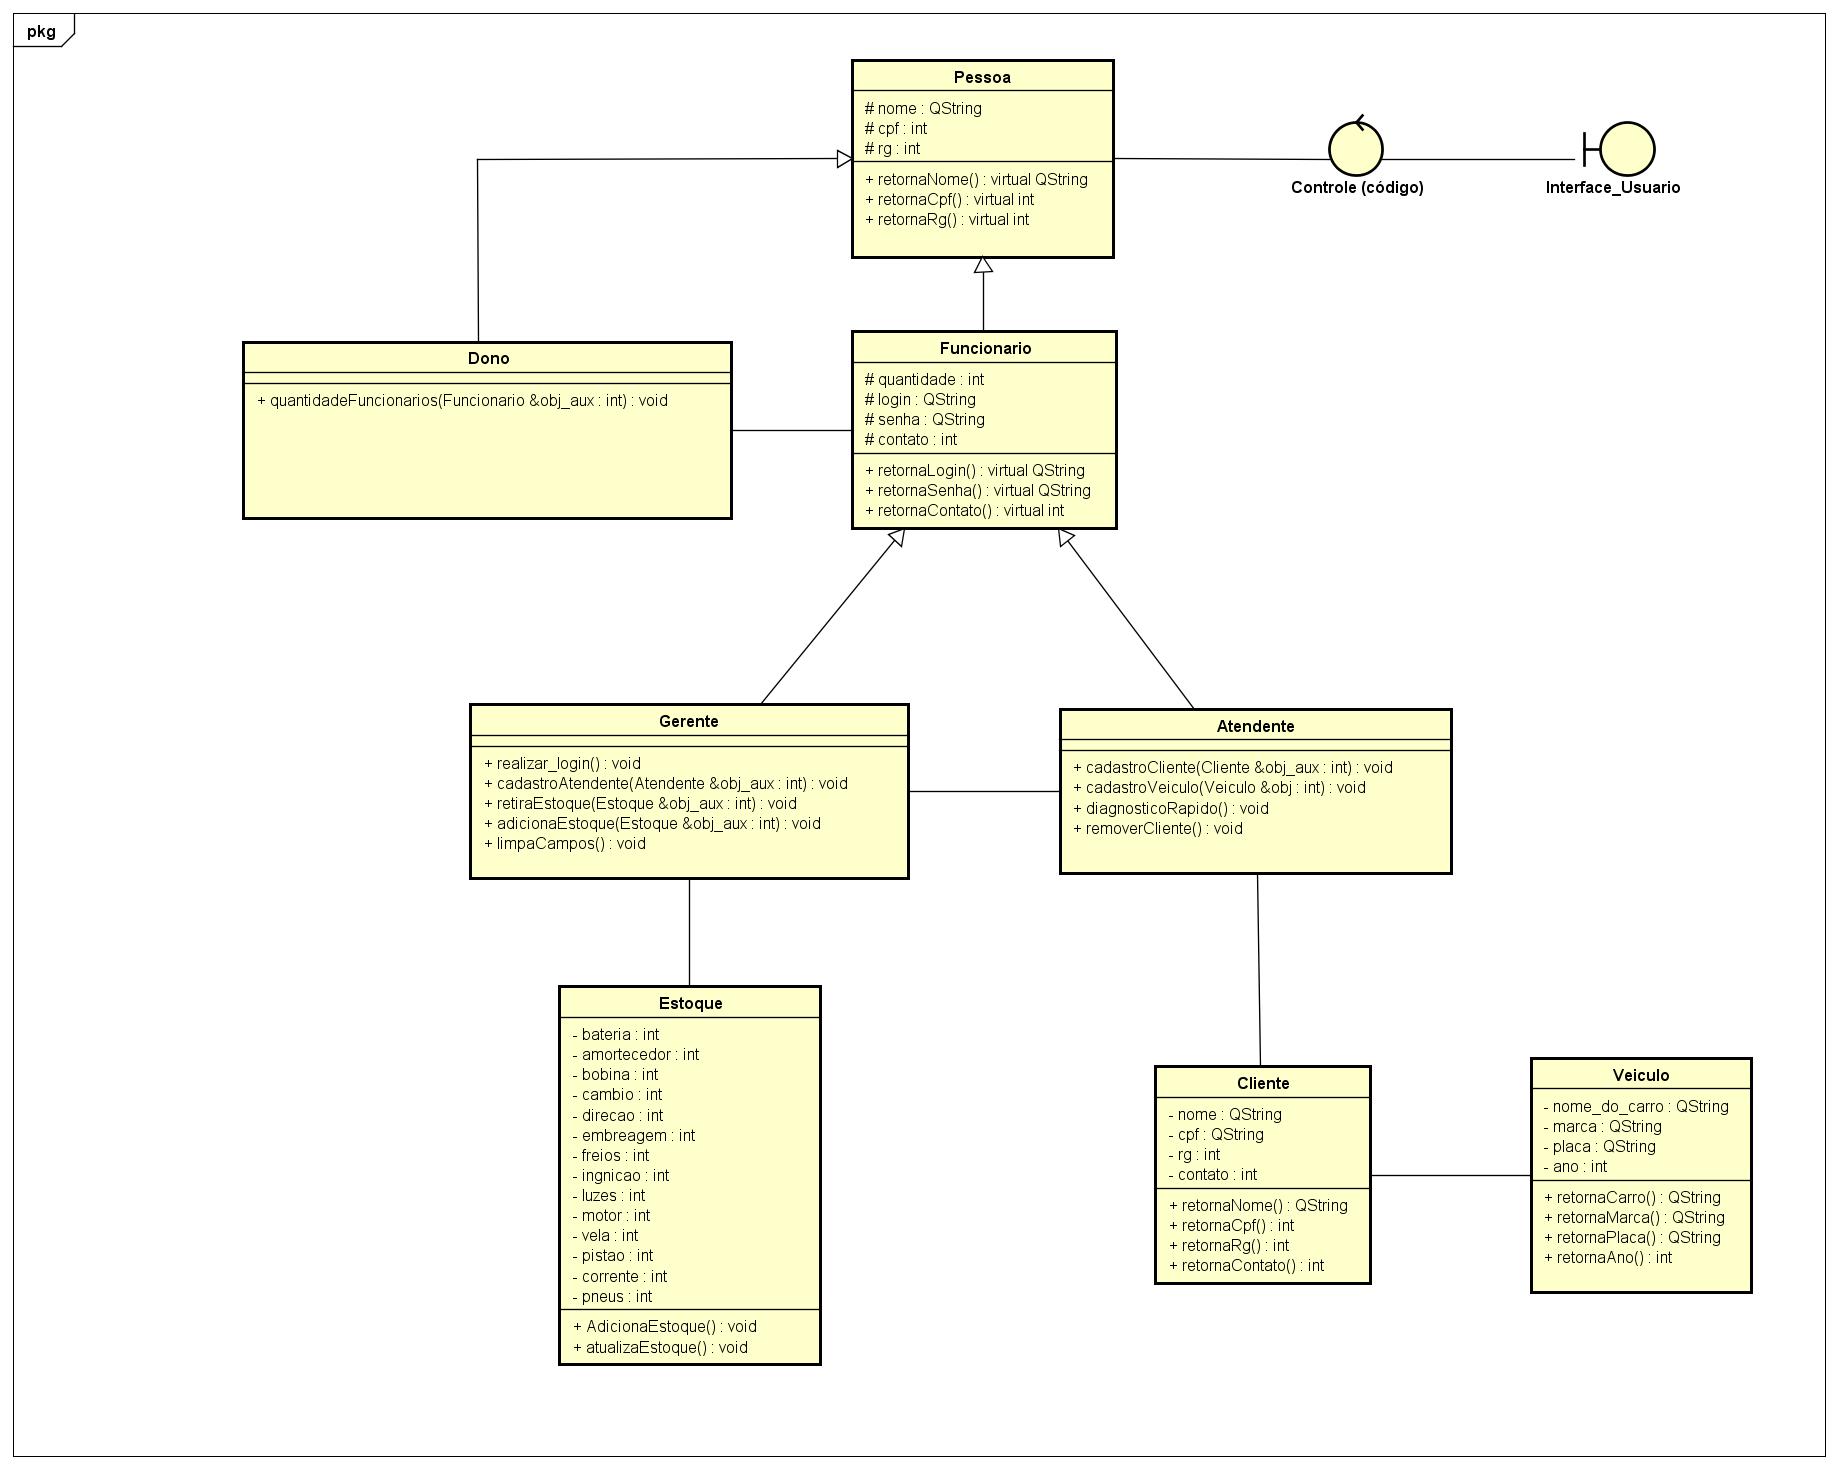 pkg
Pessoa
# nome : QString
# cpf : int
# rg : int
+ retornaNome() : virtual QString
+ retornaCpf() : virtual int
+ retornaRg() : virtual int
Controle (código)
Interface_Usuario
Dono
+ quantidadeFuncionarios(Funcionario &obj_aux : int) : void
Funcionario
# quantidade : int
# login : QString
# senha : QString
# contato : int
+ retornaLogin() : virtual QString
+ retornaSenha() : virtual QString
+ retornaContato() : virtual int
Gerente
+ realizar_login() : void
+ cadastroAtendente(Atendente &obj_aux : int) : void
+ retiraEstoque(Estoque &obj_aux : int) : void
+ adicionaEstoque(Estoque &obj_aux : int) : void
+ limpaCampos() : void
Atendente
+ cadastroCliente(Cliente &obj_aux : int) : void
+ cadastroVeiculo(Veiculo &obj : int) : void
+ diagnosticoRapido() : void
+ removerCliente() : void
Estoque
- bateria : int
- amortecedor : int
- bobina : int
- cambio : int
- direcao : int
- embreagem : int
- freios : int
- ingnicao : int
- luzes : int
- motor : int
- vela : int
- pistao : int
- corrente : int
- pneus : int
+ AdicionaEstoque() : void
+ atualizaEstoque() : void
Cliente
- nome : QString
- cpf : QString
- rg : int
- contato : int
+ retornaNome() : QString
+ retornaCpf() : int
+ retornaRg() : int
+ retornaContato() : int
Veiculo
- nome_do_carro : QString
- marca : QString
- placa : QString
- ano : int
+ retornaCarro() : QString
+ retornaMarca() : QString
+ retornaPlaca() : QString
+ retornaAno() : int